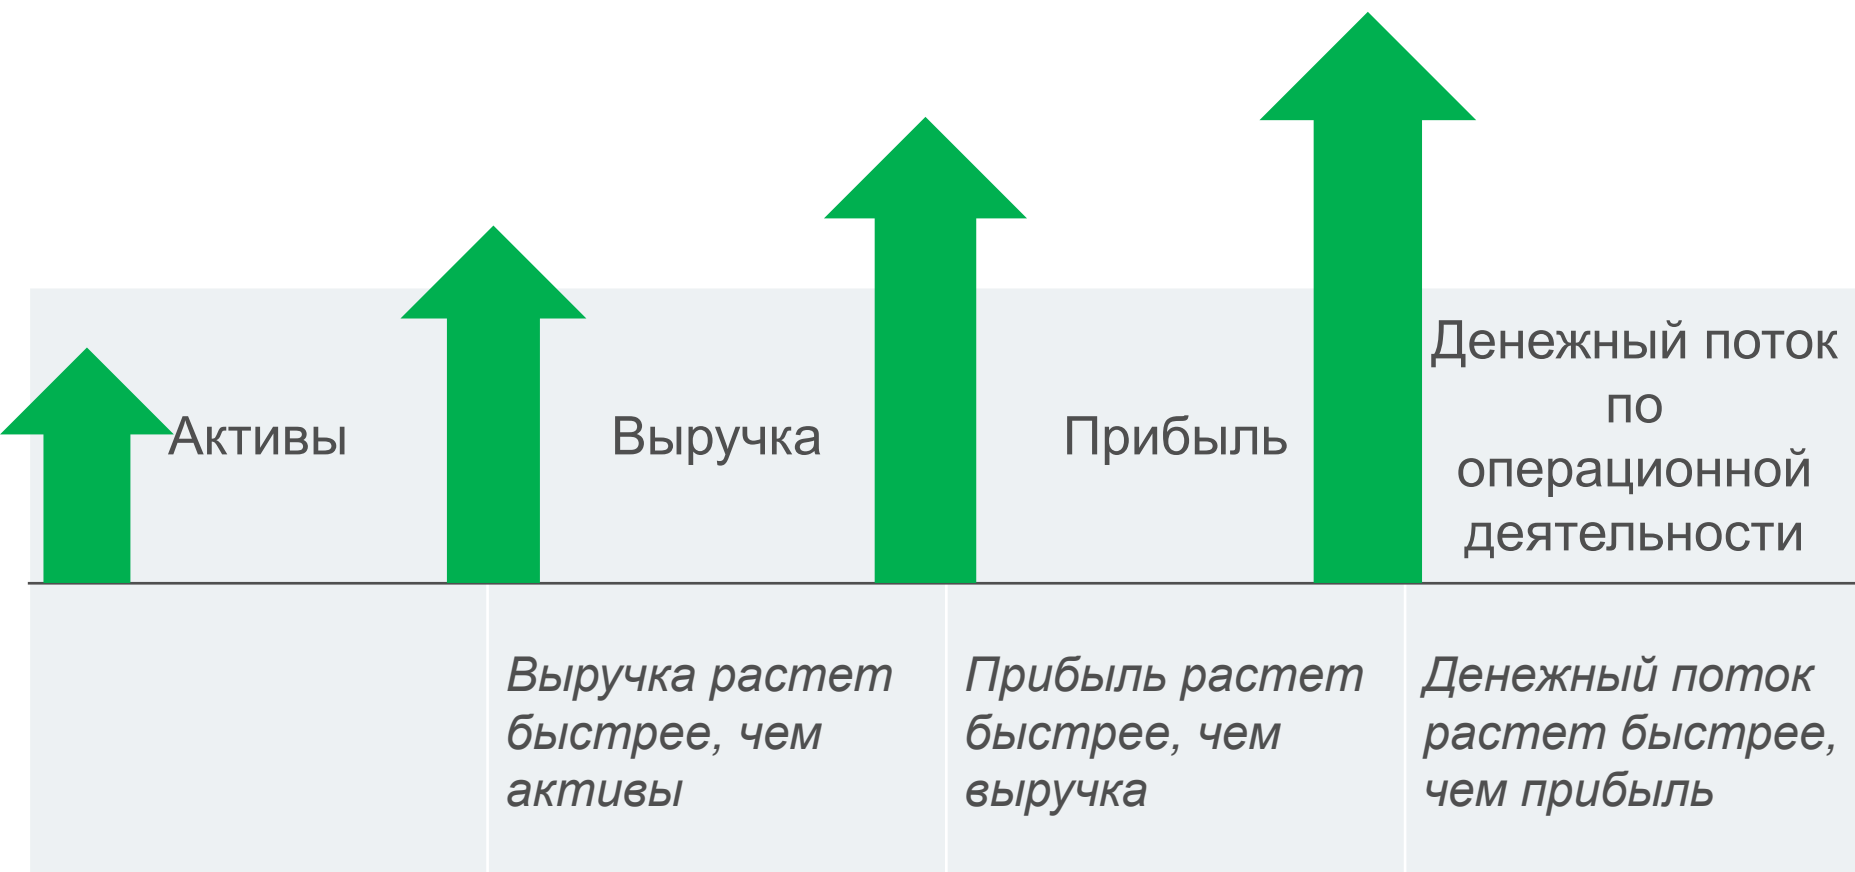 Активы
Выручка
Прибыль
Денежный поток
по
операционной
деятельности
Выручка растет
быстрее, чем
активы
Прибыль растет
быстрее, чем
выручка
Денежный поток
растет быстрее,
чем прибыль